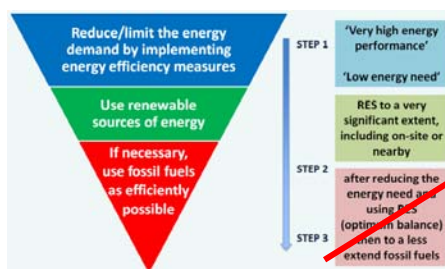 Reduce/limit the energy
demand by implementing
energy efficiency measures
Use renewable
sources of energy
If necessary,
use fossil fuels
as efficiently
possible
STEP 1
STEP 2
STEP 3
'Very high energy
performance'
'Low energy need'
RES to a very
significant extent,
including on-site or
nearby
after reducing the
energy need and
using RES
(optimum balance)
then to a less
extend fossil fuels